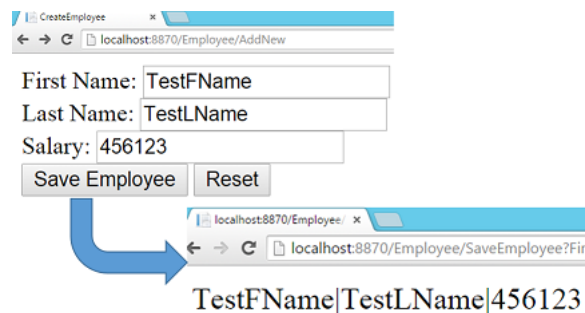 CreateEmployee
localhost:8870/Employee/AddNew
First Name: TestFName
Last Name: TestLName
Salary: 456123
Save Employee Reset
localhost:8870/Employee/
localhost:8870/Employee/SaveEmployee?Fi
TestFName|TestLName|456123